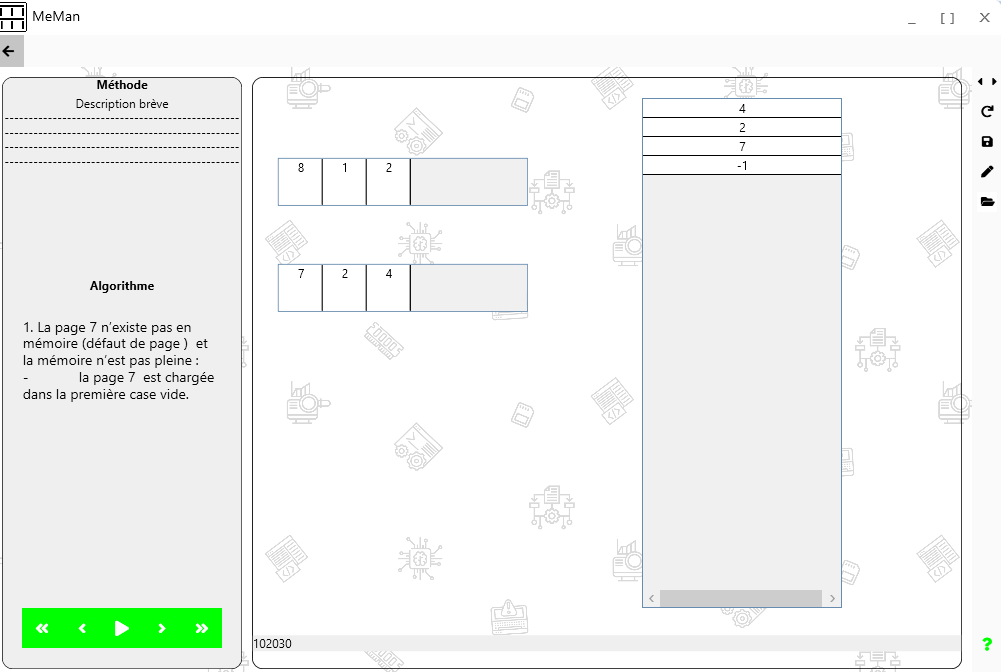 MeMan
_ [ ] X
Méthode
Description brève
Algorithme
1. La page 7 n’existe pas en
mémoire (défaut de page )  et
la mémoire n’est pas pleine :
-            la page 7  est chargée
dans la première case vide.
8 1 2
7 2 4
4
2
7
-1
102030
?